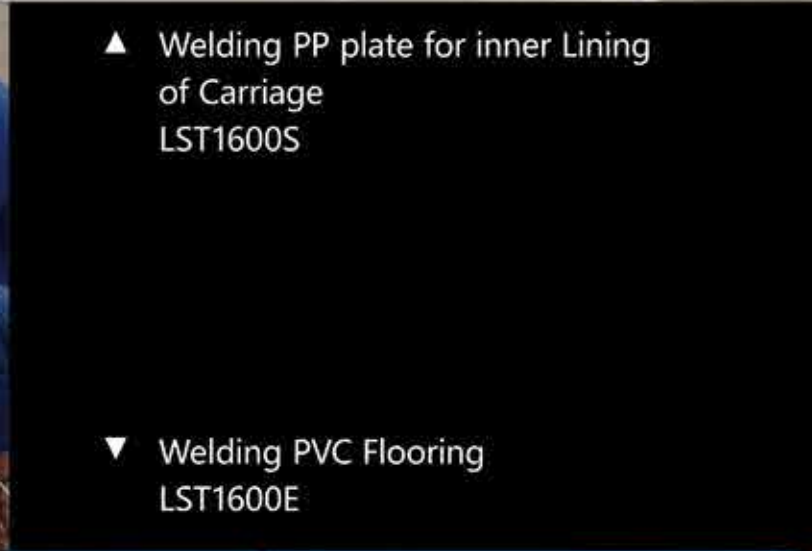 ▲ Welding PP plate for inner Lining
of Carriage
LST1600S
▼ Welding PVC Flooring
LST1600E